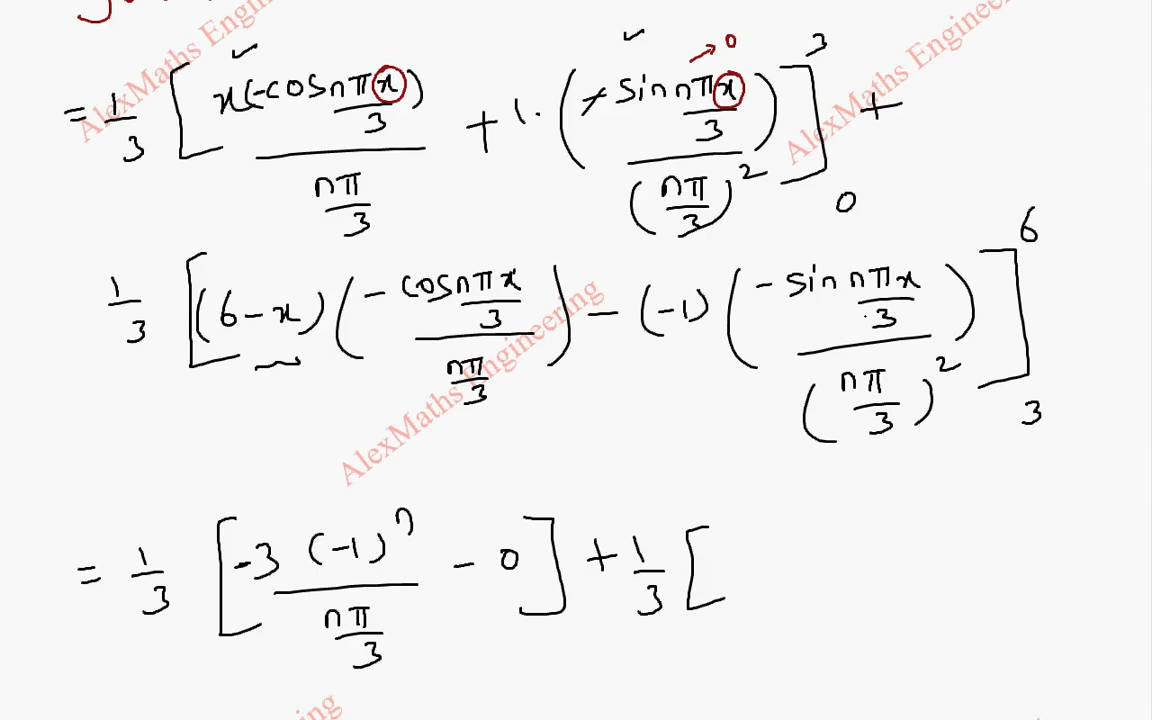 = 1/3 [ x(-cos nπx/3) / (nπ/3) + 1. (-sin nπx/3 / (nπ/3)^2 ) ]_0^3 +
→0
1/3 [ (6-x) ( - cos nπx/3 / (nπ/3) ) - (-1) ( - sin nπx/3 / (nπ/3)^2 ) ]_3^6
= 1/3 [ -3 (-1)^n / (nπ/3) - 0 ] + 1/3 [
AlexMaths Engineering
AlexMaths Engineering
AlexMaths Engineering